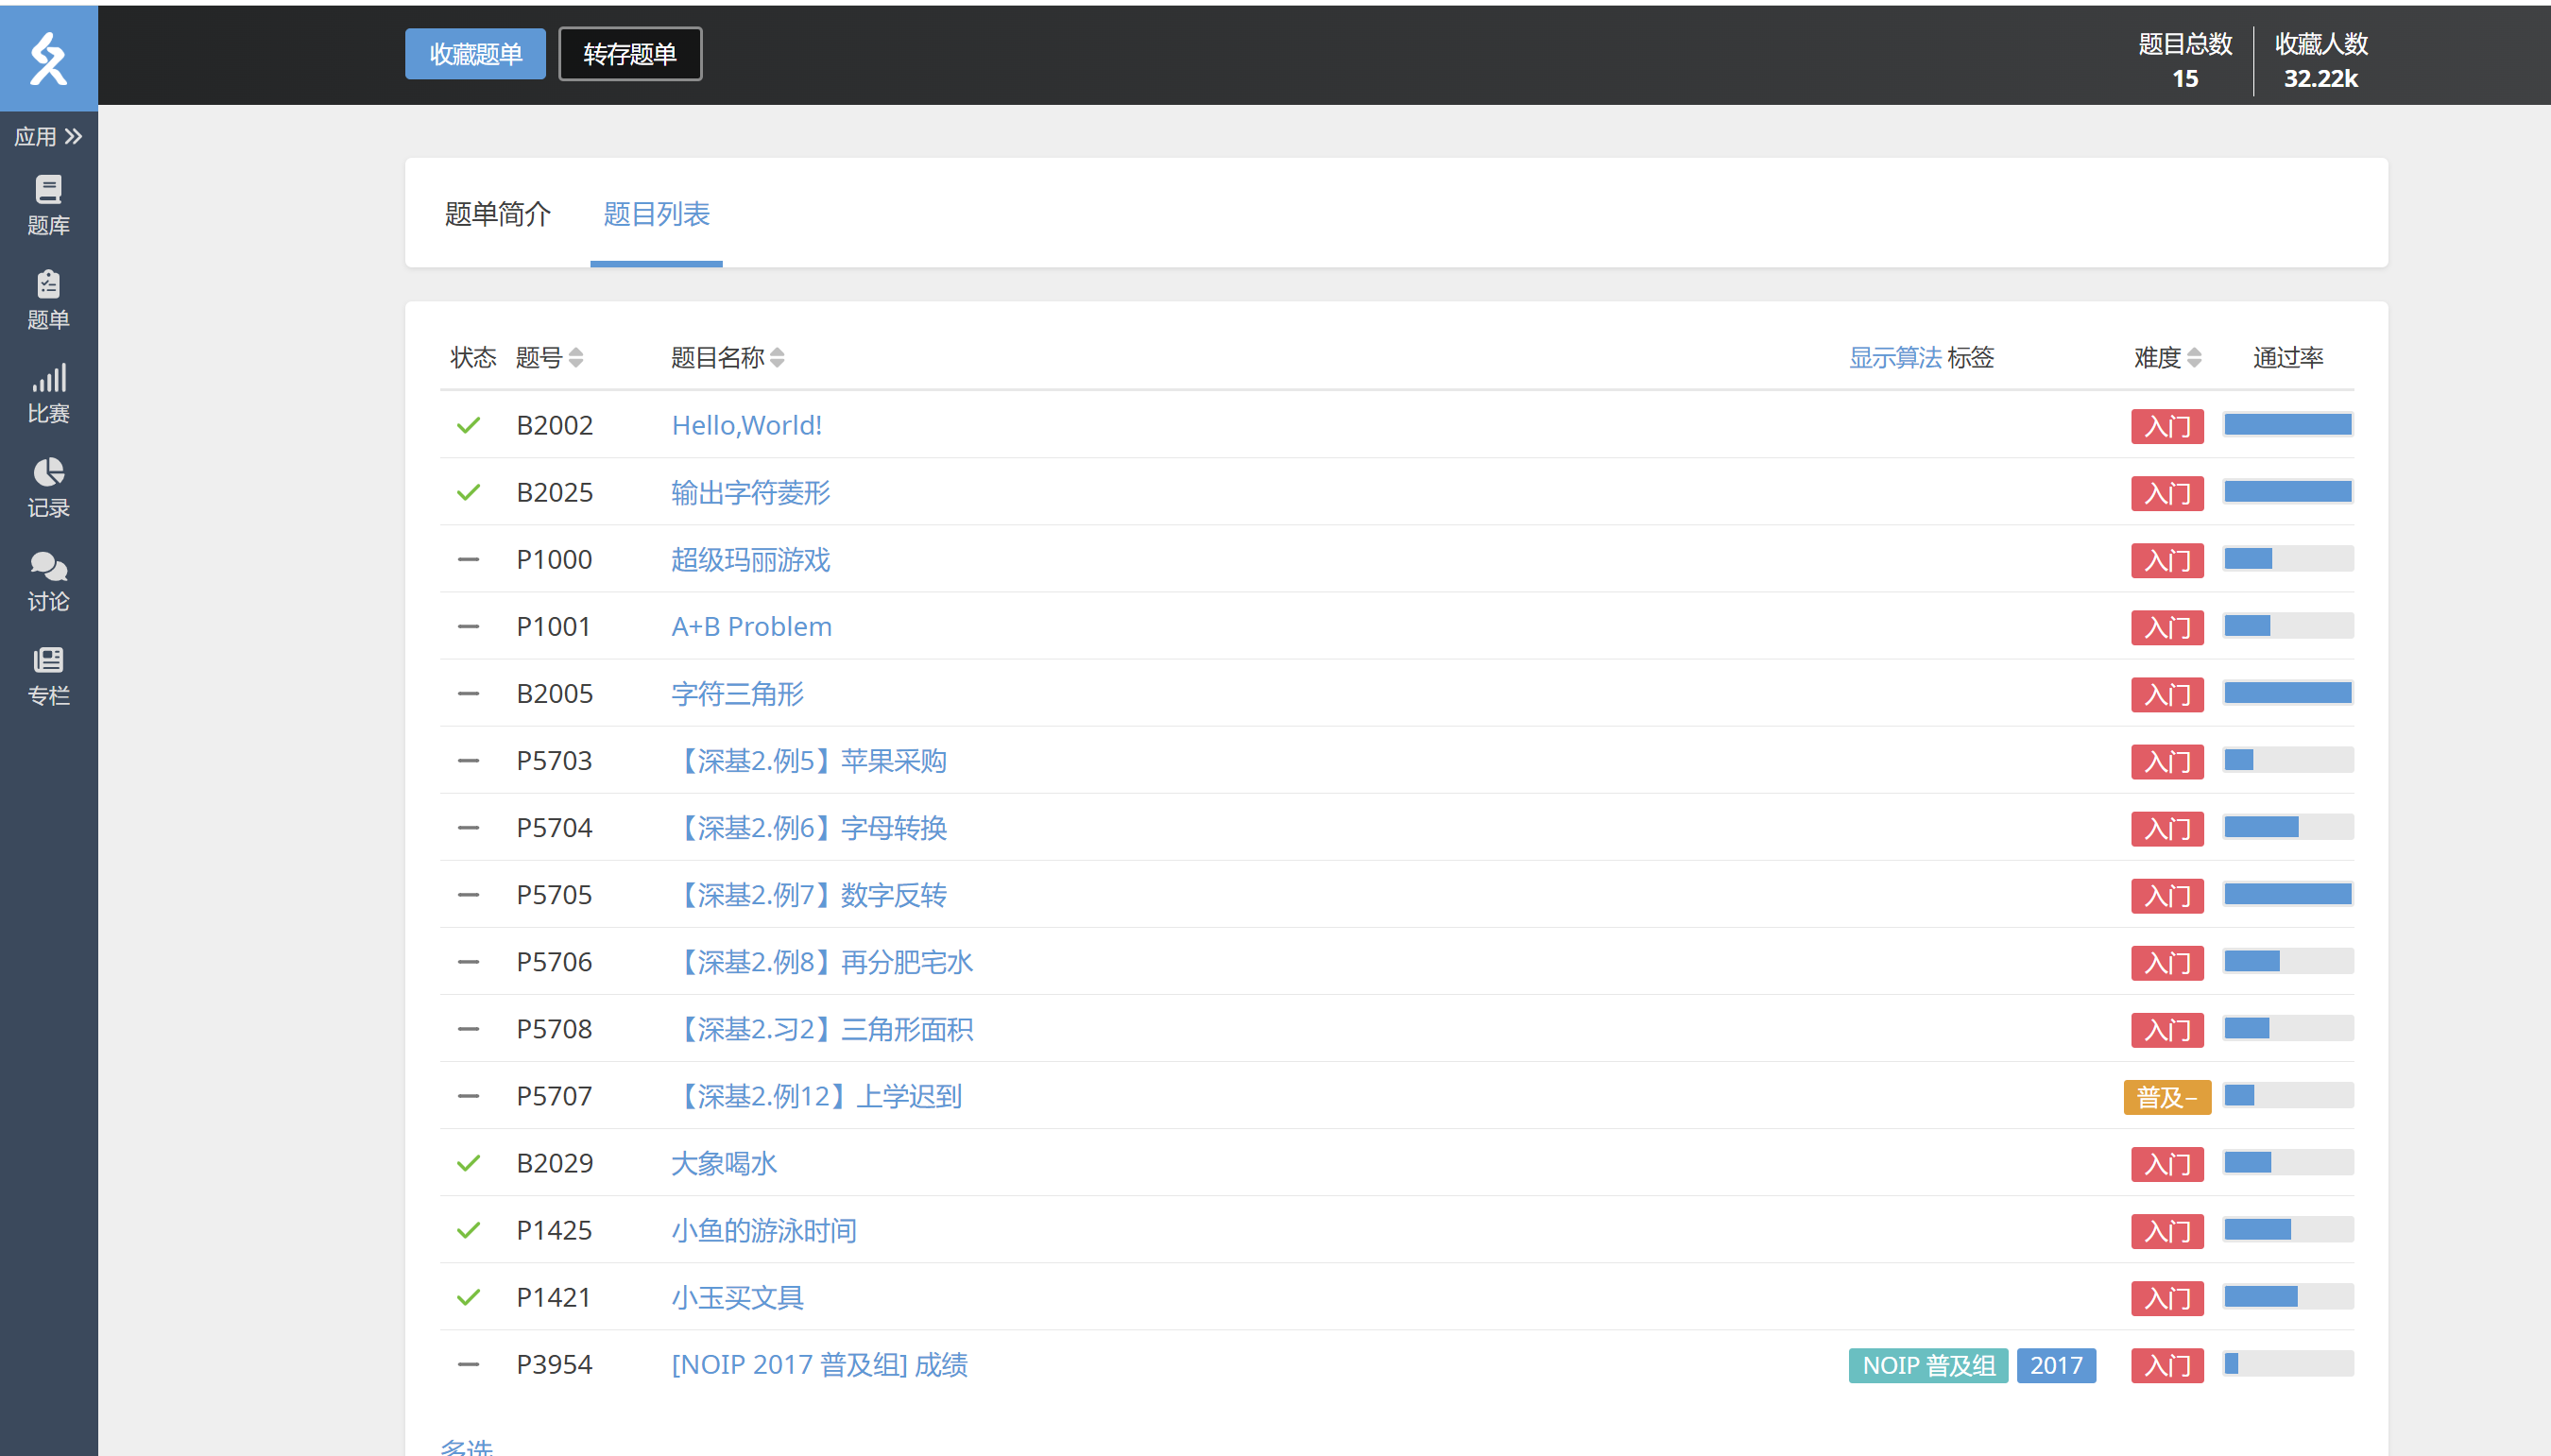 收藏题单 转存题单 题目总数 收藏人数
15 32.22k
应用
题库
题单
比赛
记录
讨论
专栏
题单简介 题目列表
状态 题号 题目名称 显示算法 标签 难度 通过率
B2002 Hello,World! 入门
B2025 输出字符菱形 入门
P1000 超级玛丽游戏 入门
P1001 A+B Problem 入门
B2005 字符三角形 入门
P5703 【深基2.例5】苹果采购 入门
P5704 【深基2.例6】字母转换 入门
P5705 【深基2.例7】数字反转 入门
P5706 【深基2.例8】再分肥宅水 入门
P5708 【深基2.习2】三角形面积 入门
P5707 【深基2.例12】上学迟到 普及−
B2029 大象喝水 入门
P1425 小鱼的游泳时间 入门
P1421 小玉买文具 入门
P3954 [NOIP 2017 普及组] 成绩 NOIP 普及组 2017 入门
多选